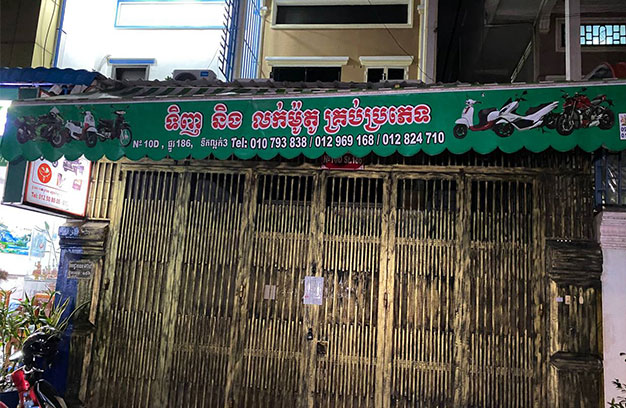 ទិញ និង លក់ម៉ូតូ គ្រប់ប្រភេទ
№ 10D , ផ្លូវ186, ទឹកល្អក់3 Tel: 010 793 838 / 012 969 168 / 012 824 710